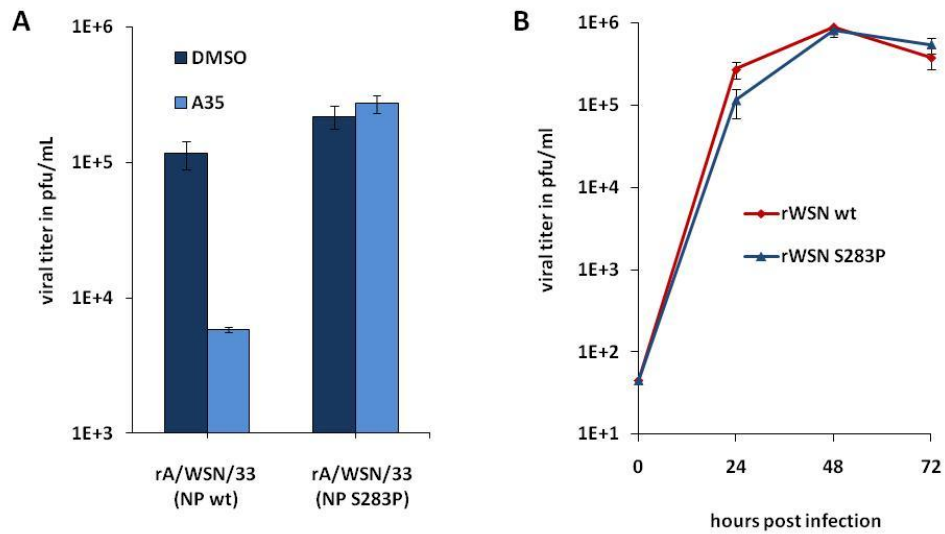 A
viral titer in pfu/mL
1E+6
1E+5
1E+4
1E+3
DMSO
A35
rA/WSN/33
(NP wt)
rA/WSN/33
(NP S283P)
B
viral titer in pfu/ml
1E+6
1E+5
1E+4
1E+3
1E+2
1E+1
rWSN wt
rWSN S283P
0 24 48 72
hours post infection